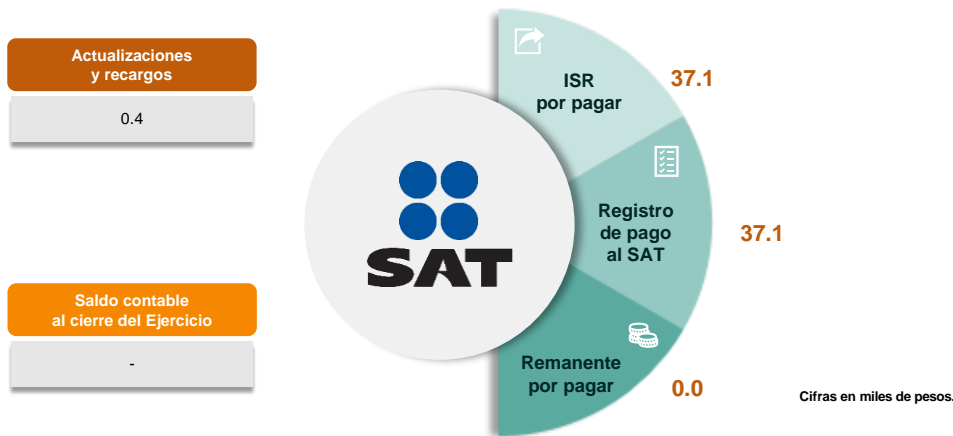 Actualizaciones
y recargos
0.4
Saldo contable
al cierre del Ejercicio
-
SAT
ISR
por pagar
37.1
Registro
de pago
al SAT
37.1
Remanente
por pagar
0.0
Cifras en miles de pesos.